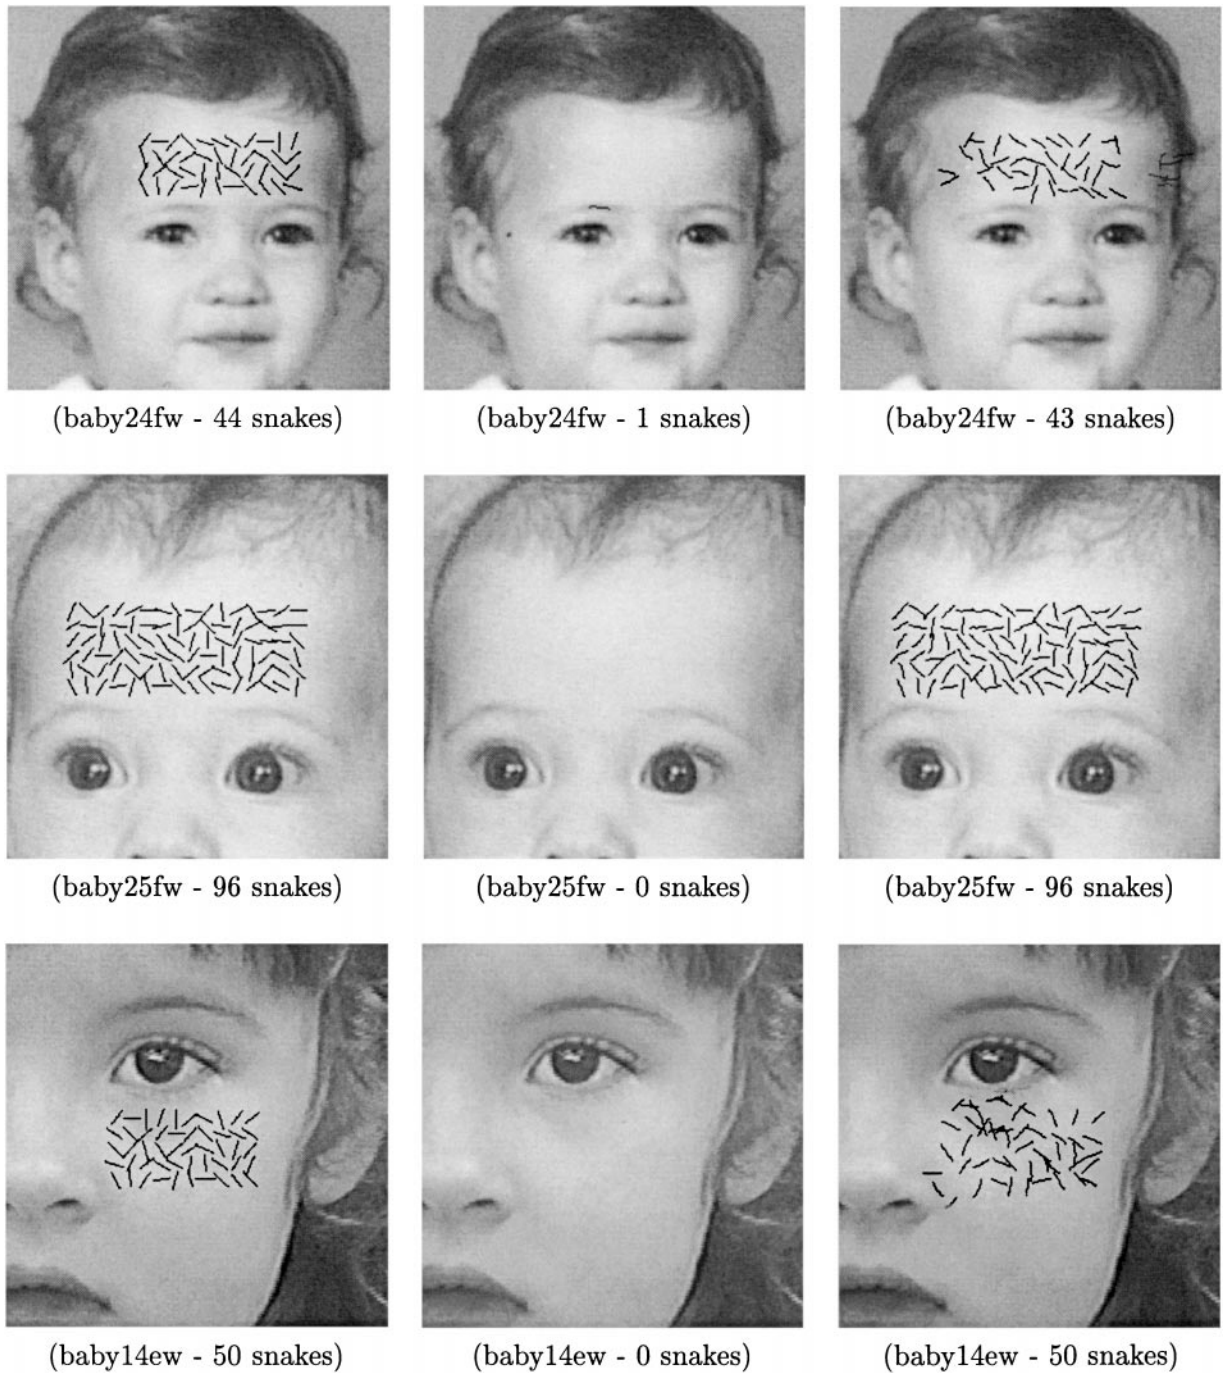 (baby24fw - 44 snakes) (baby24fw - 1 snakes) (baby24fw - 43 snakes)
(baby25fw - 96 snakes) (baby25fw - 0 snakes) (baby25fw - 96 snakes)
(baby14ew - 50 snakes) (baby14ew - 0 snakes) (baby14ew - 50 snakes)